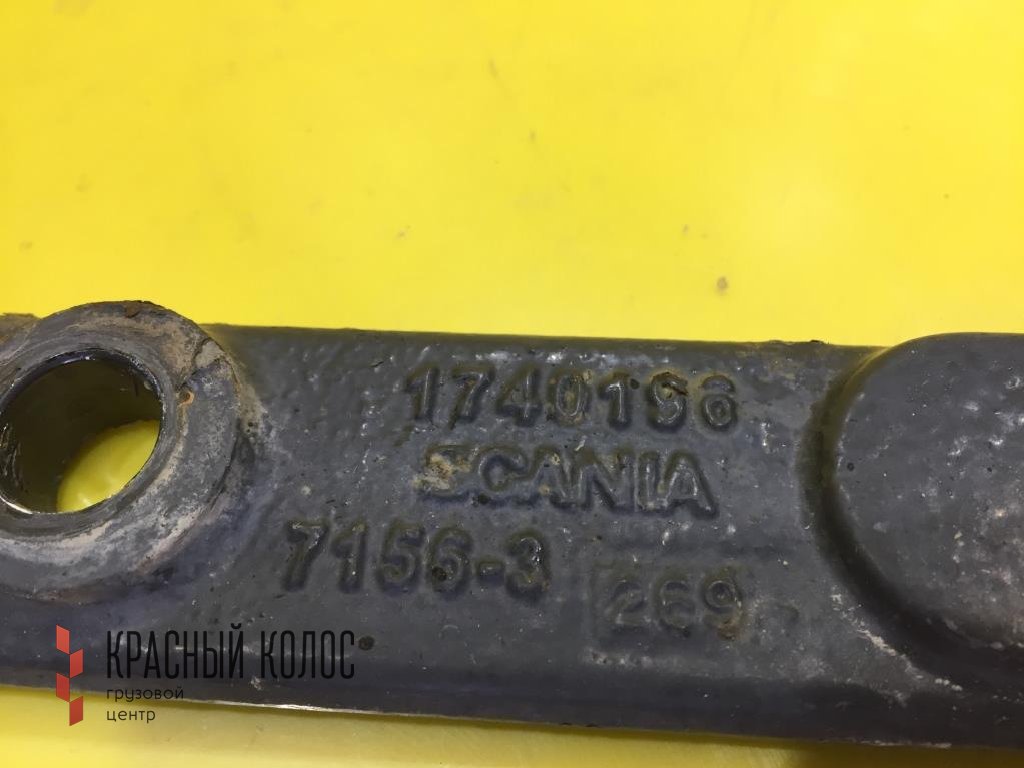 1740196
SCANIA
7156-3
269
КРАСНЫЙ КОЛОС
грузовой
центр